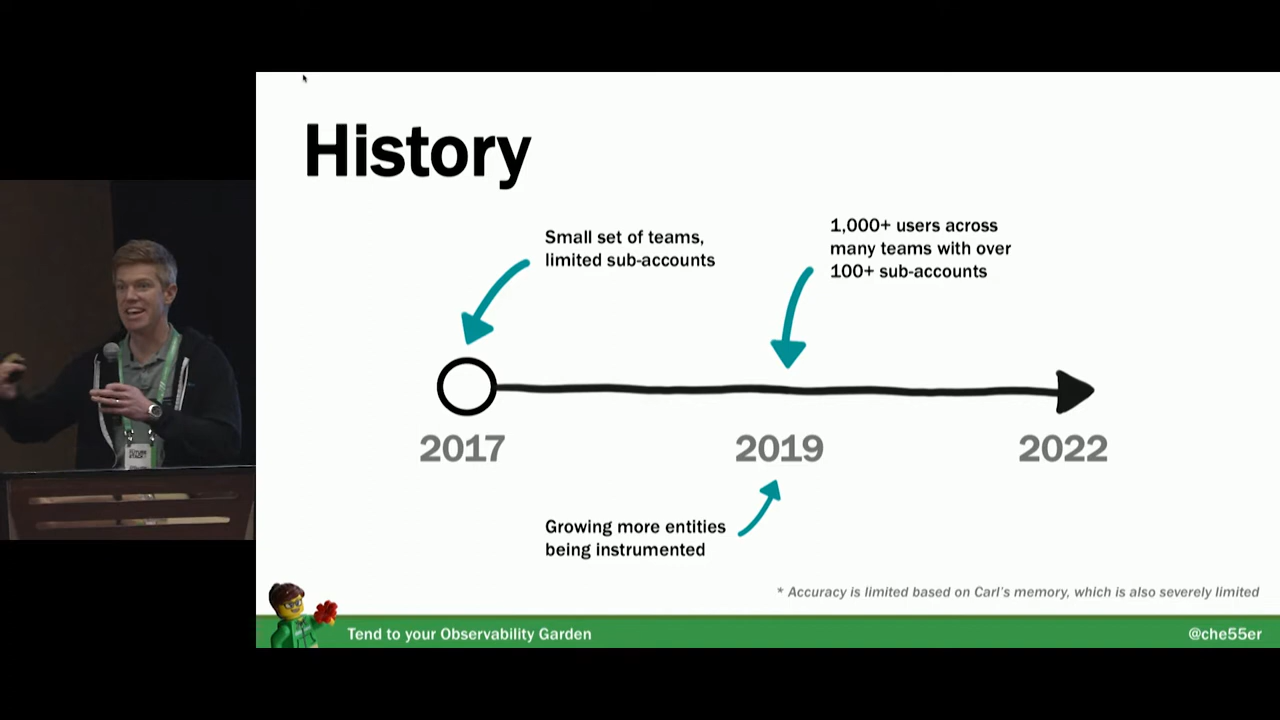 History
Small set of teams,
limited sub-accounts
1,000+ users across
many teams with over
100+ sub-accounts
2017
2019
2022
Growing more entities
being instrumented
* Accuracy is limited based on Carl's memory, which is also severely limited
Tend to your Observability Garden
@che55er
FUTURE
STACK